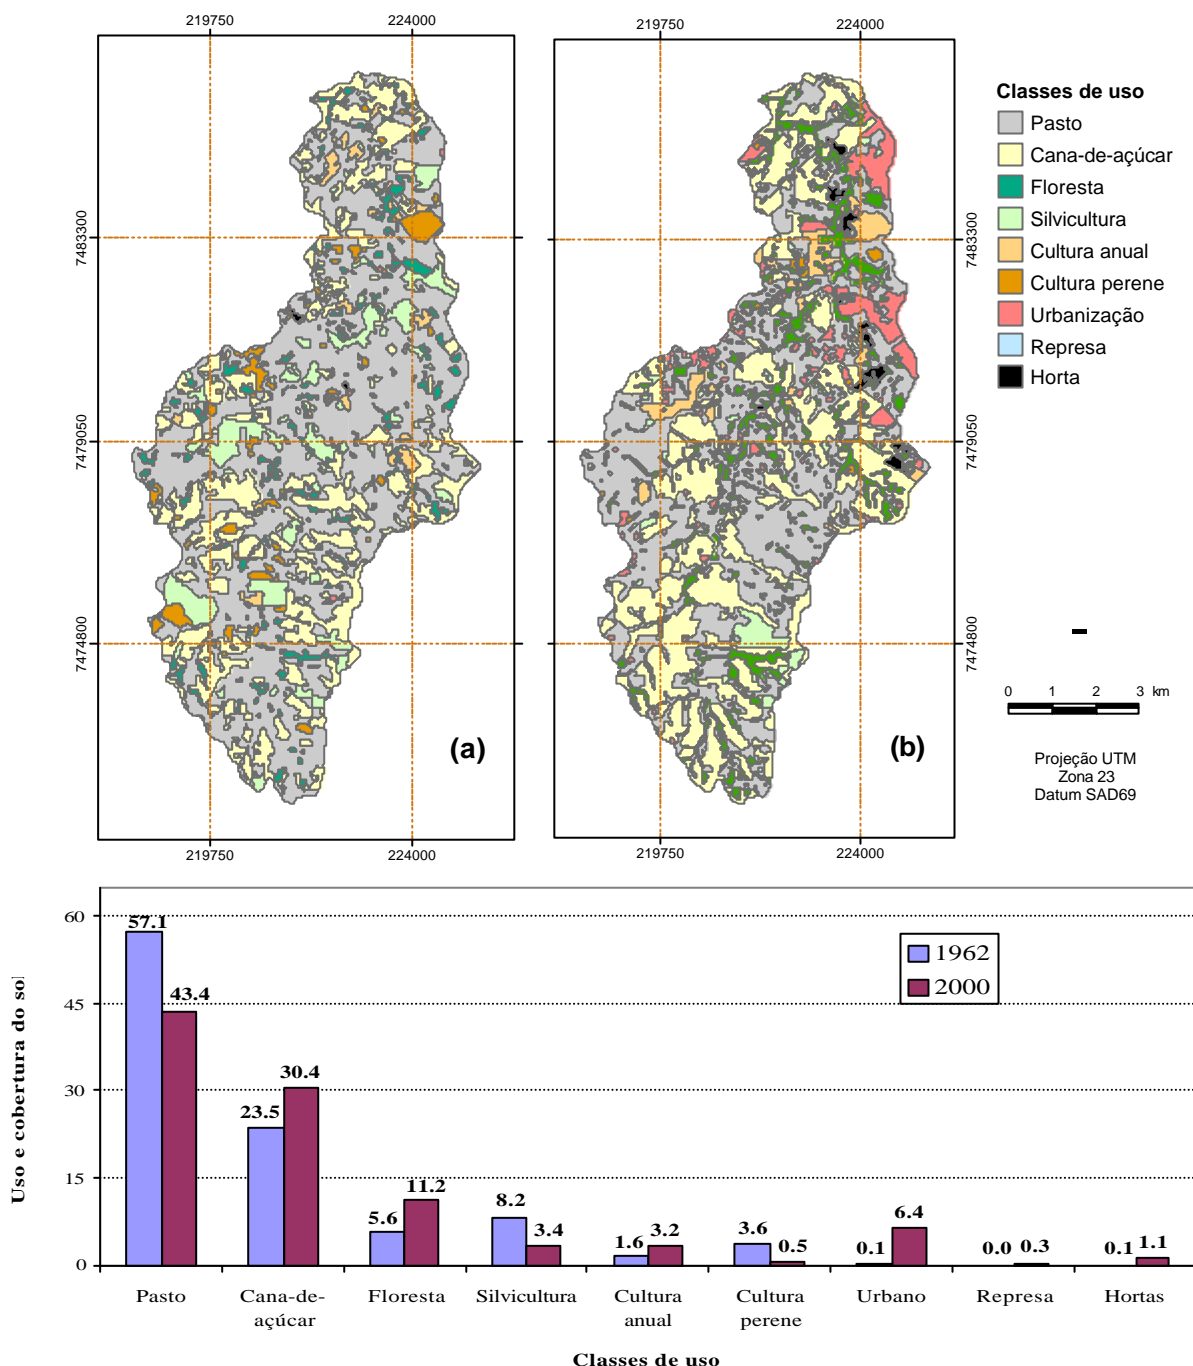 219750 224000
219750 224000
7483300
7479050
7474800
(a)
7483300
7479050
7474800
(b)
219750 224000
219750 224000
Classes de uso
Pasto
Cana-de-açúcar
Floresta
Silvicultura
Cultura anual
Cultura perene
Urbanização
Represa
Horta
0 1 2 3 km
Projeção UTM
Zona 23
Datum SAD69
Uso e cobertura do sol
60
45
30
15
0
57.1
43.4
23.5
30.4
5.6
11.2
8.2
3.4
1.6
3.2
3.6
0.5
0.1
6.4
0.0
0.3
0.1
1.1
1962
2000
Pasto
Cana-de-
açúcar
Floresta
Silvicultura
Cultura
anual
Cultura
perene
Urbano
Represa
Hortas
Classes de uso